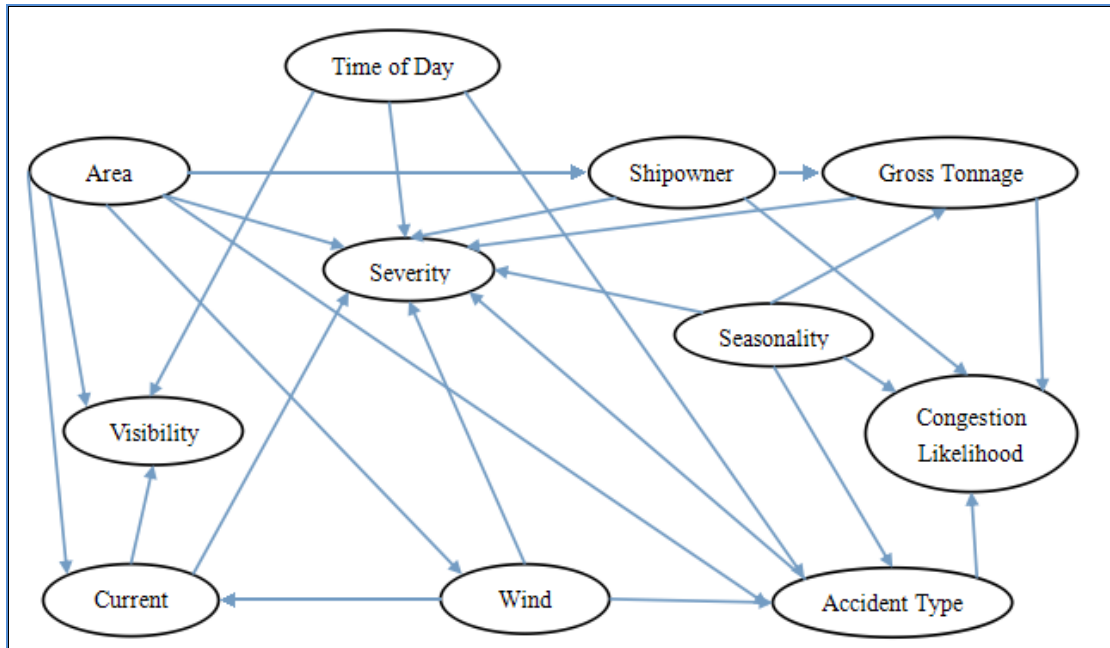 Time of Day
Area
Shipowner
Gross Tonnage
Severity
Seasonality
Visibility
Congestion
Likelihood
Current
Wind
Accident Type